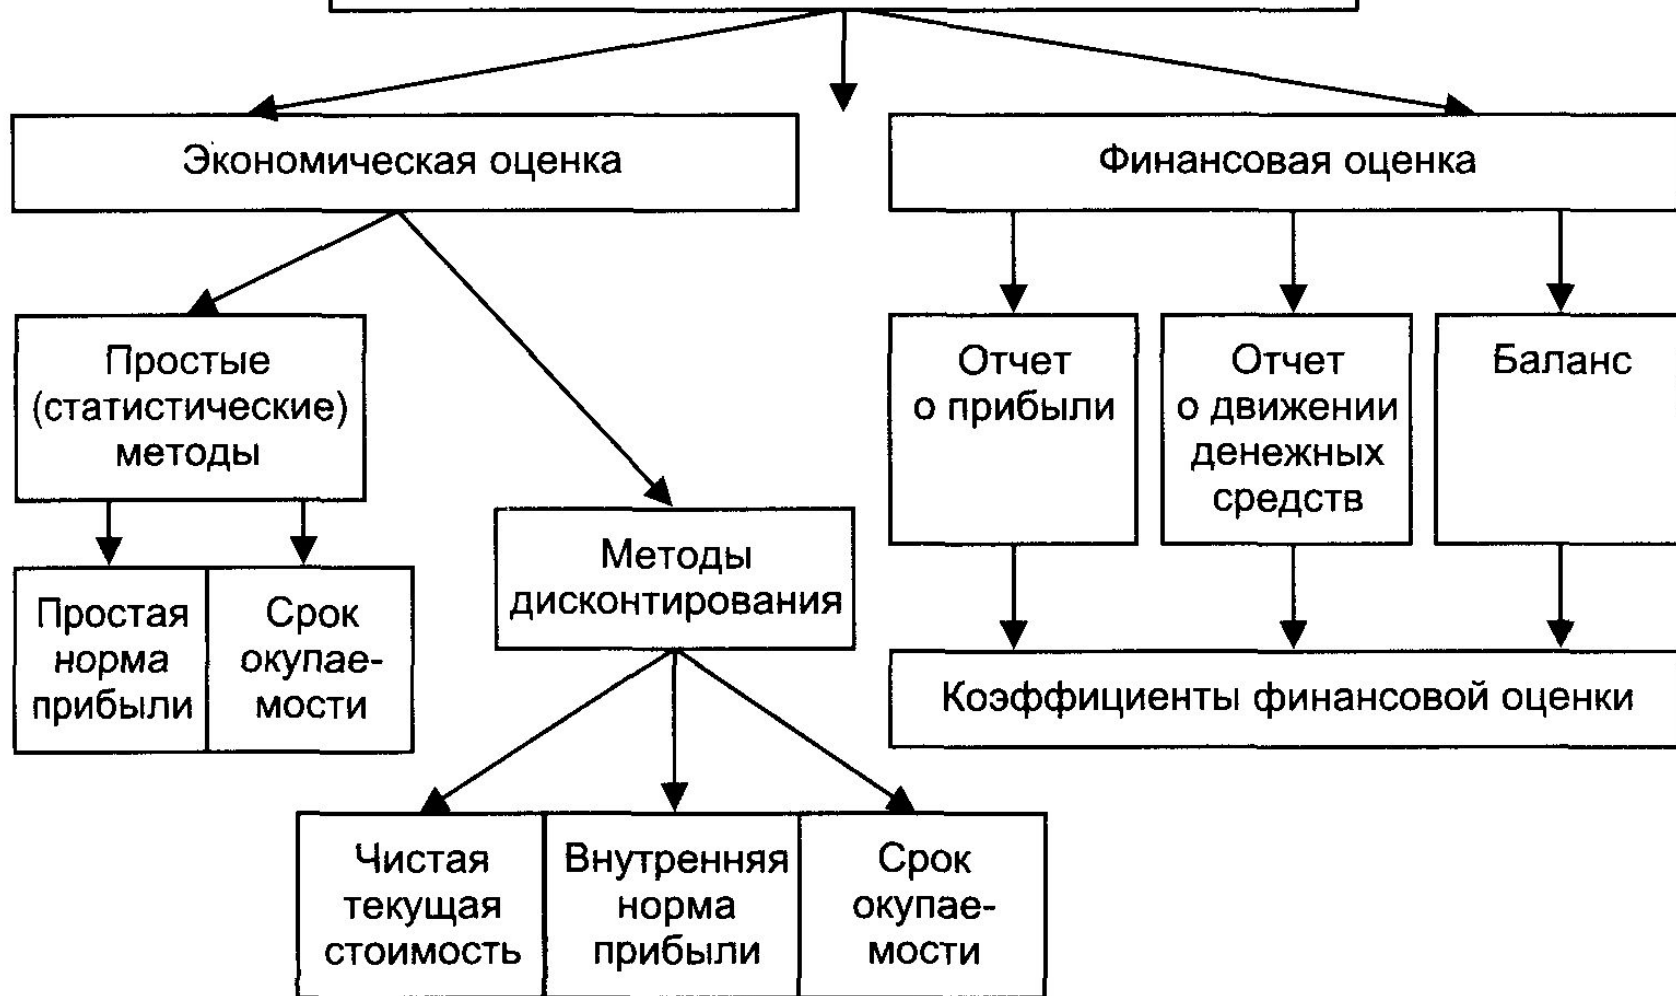 Экономическая оценка
Финансовая оценка
Простые
(статистические)
методы
Отчет
о прибыли
Отчет
о движении
денежных
средств
Баланс
Методы
дисконтирования
Простая
норма
прибыли
Срок
окупае-
мости
Коэффициенты финансовой оценки
Чистая
текущая
стоимость
Внутренняя
норма
прибыли
Срок
окупае-
мости